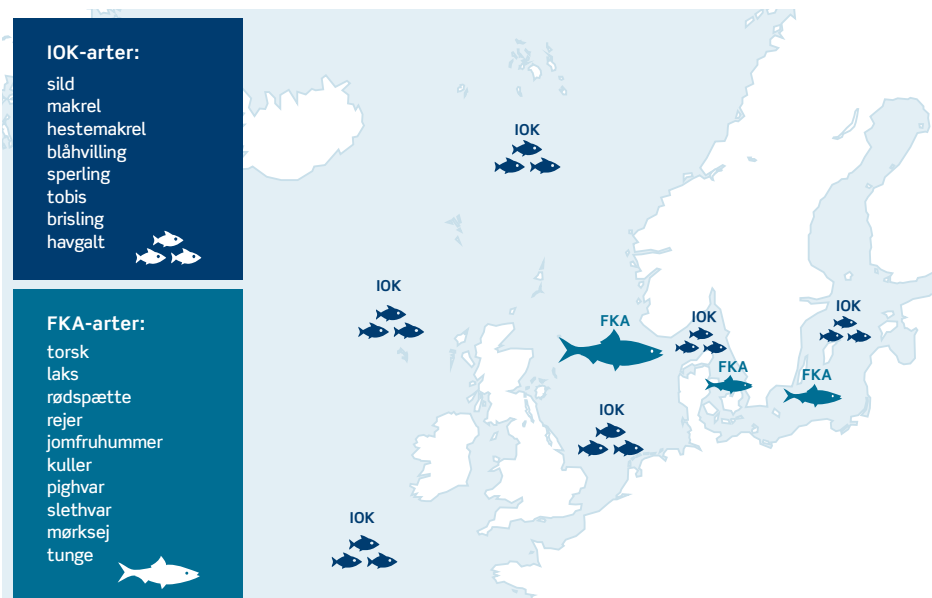 IOK-arter:
sild
makrel
hestemakrel
blåhvilling
sperling
tobis
brisling
havgalt
FKA-arter:
torsk
laks
rødspætte
rejer
jomfruhummer
kuller
pighvar
slethvar
mørksej
tunge
IOK
IOK
IOK
FKA
IOK
IOK
FKA
FKA
IOK
IOK